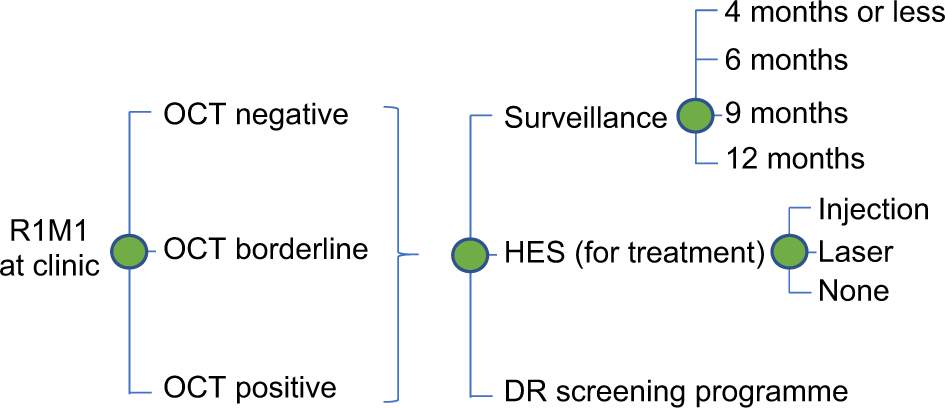 R1M1
at clinic
OCT negative
OCT borderline
OCT positive
Surveillance
HES (for treatment)
DR screening programme
4 months or less
6 months
9 months
12 months
Injection
Laser
None